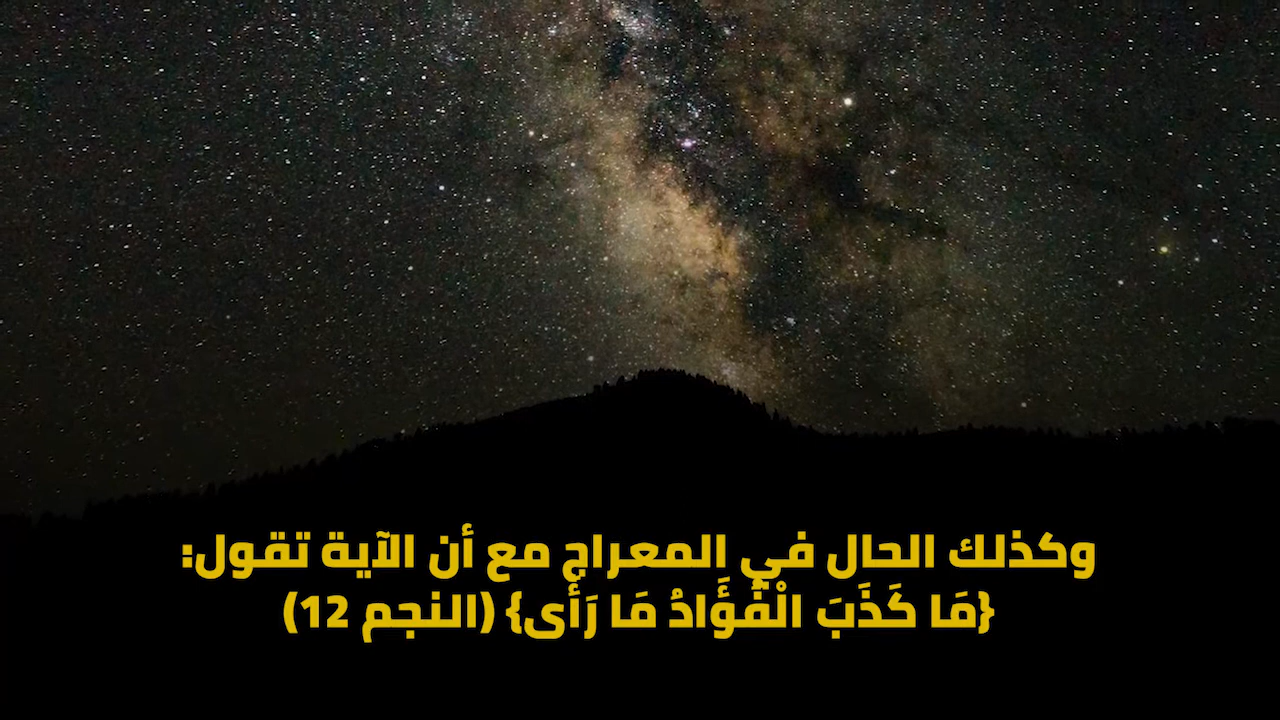 وكذلك الحال في المعراج مع أن الآية تقول:
{مَا كَذَبَ الْفُؤَادُ مَا رَأَى} (النجم 12)